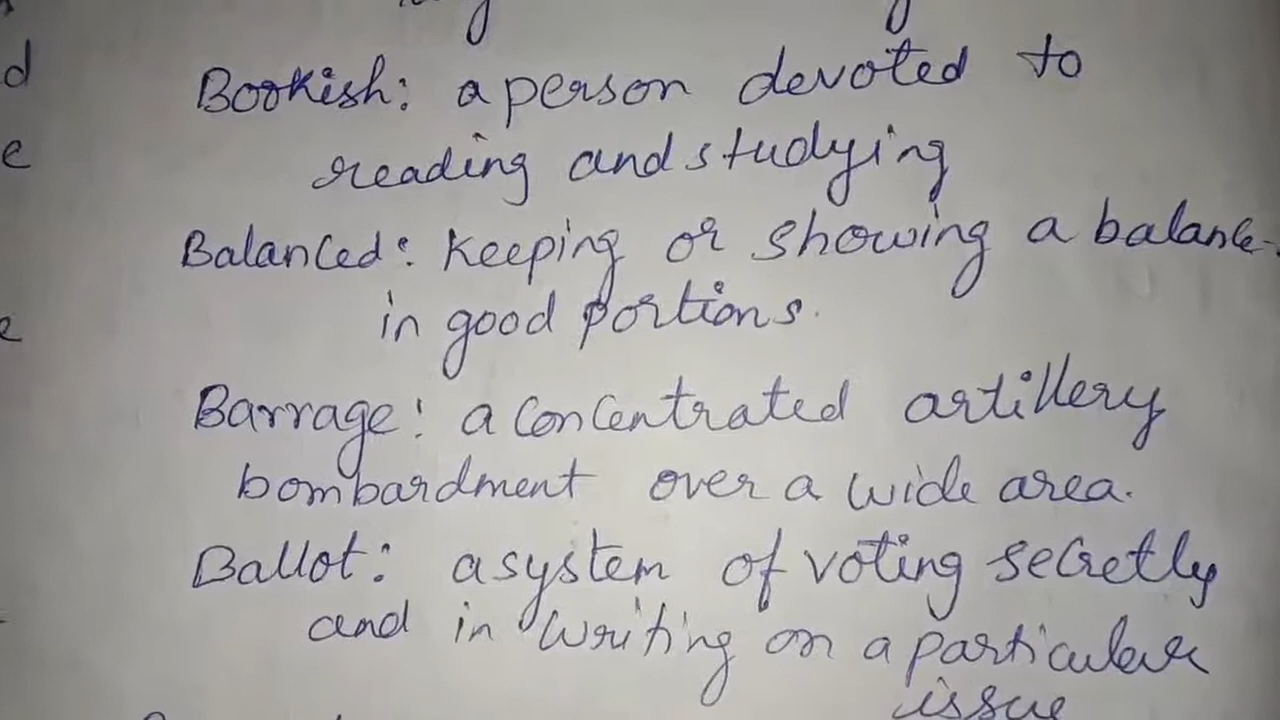 d
e
Bookish: a person devoted to
reading and studying
Balanced: Keeping or showing a balance
in good portions.
e
Barrage: a concentrated artillery
bombardment over a wide area.
Ballot: a system of voting secretly
and in writing on a particular
issue